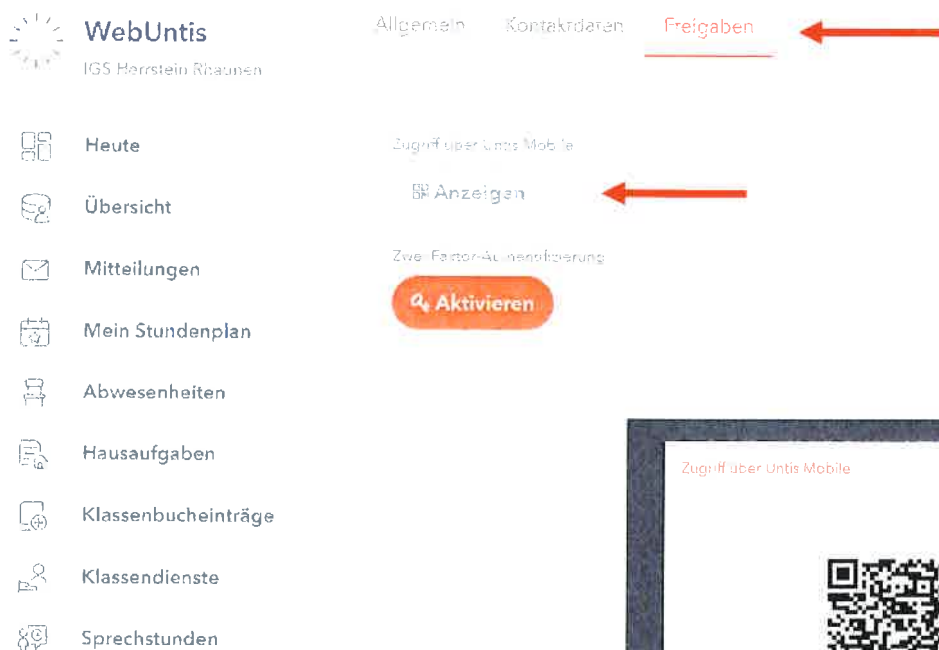 WebUntis
IGS Herrstein Rhaunen
Allgemein Kontaktdaten Freigaben
Heute
Übersicht
Mitteilungen
Mein Stundenplan
Abwesenheiten
Hausaufgaben
Klassenbucheinträge
Klassendienste
Sprechstunden
Zugriff über Untis Mobile
Anzeigen
Zwei-Faktor-Authentifizierung
Aktivieren
Zugriff über Untis Mobile